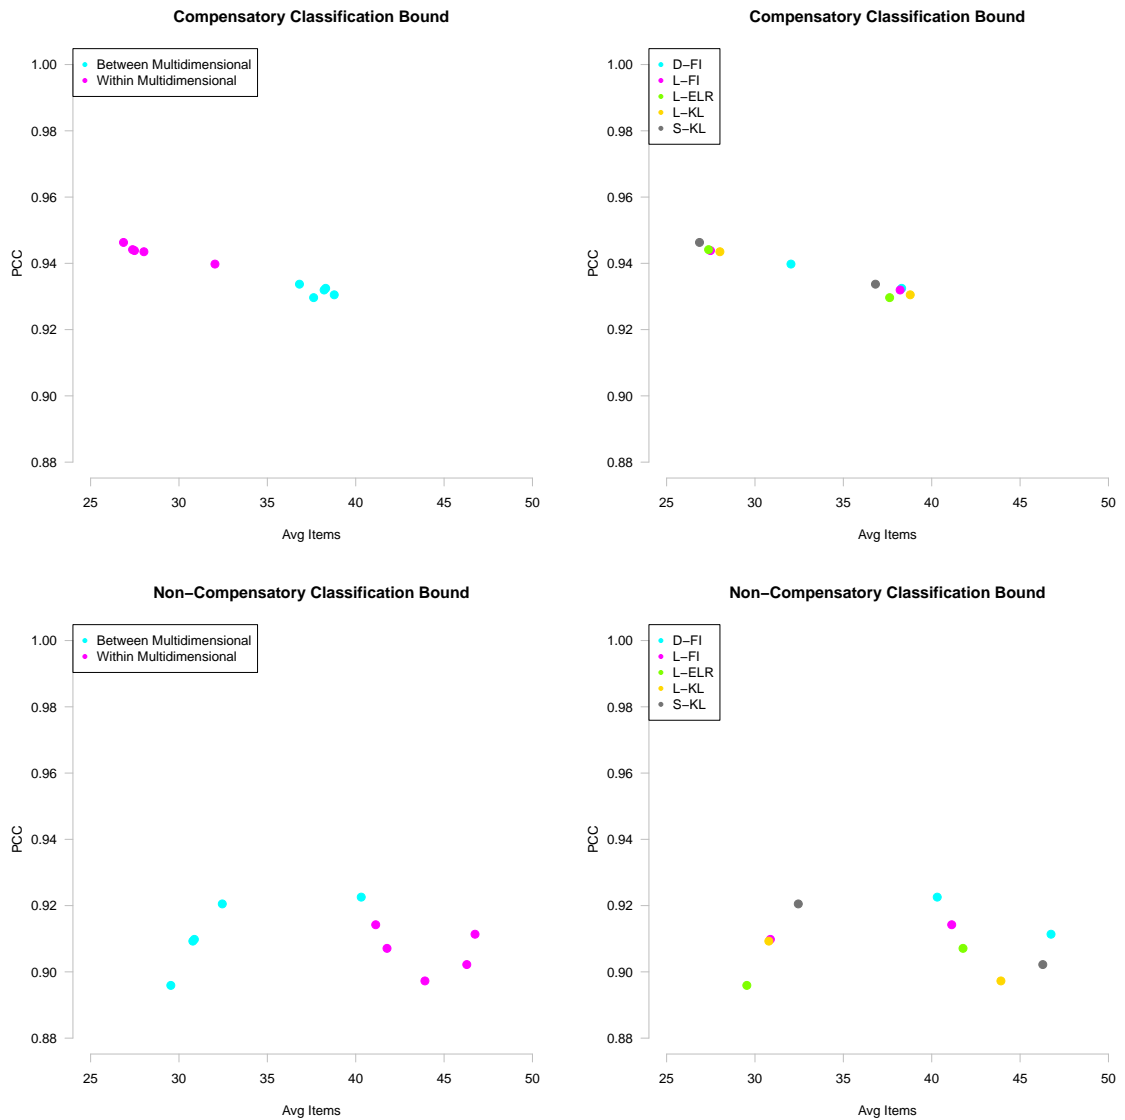 Compensatory Classification Bound
Between Multidimensional
Within Multidimensional
PCC
1.00
0.98
0.96
0.94
0.92
0.90
0.88
25 30 35 40 45 50
Avg Items
Compensatory Classification Bound
D−FI
L−FI
L−ELR
L−KL
S−KL
PCC
1.00
0.98
0.96
0.94
0.92
0.90
0.88
25 30 35 40 45 50
Avg Items
Non−Compensatory Classification Bound
Between Multidimensional
Within Multidimensional
PCC
1.00
0.98
0.96
0.94
0.92
0.90
0.88
25 30 35 40 45 50
Avg Items
Non−Compensatory Classification Bound
D−FI
L−FI
L−ELR
L−KL
S−KL
PCC
1.00
0.98
0.96
0.94
0.92
0.90
0.88
25 30 35 40 45 50
Avg Items